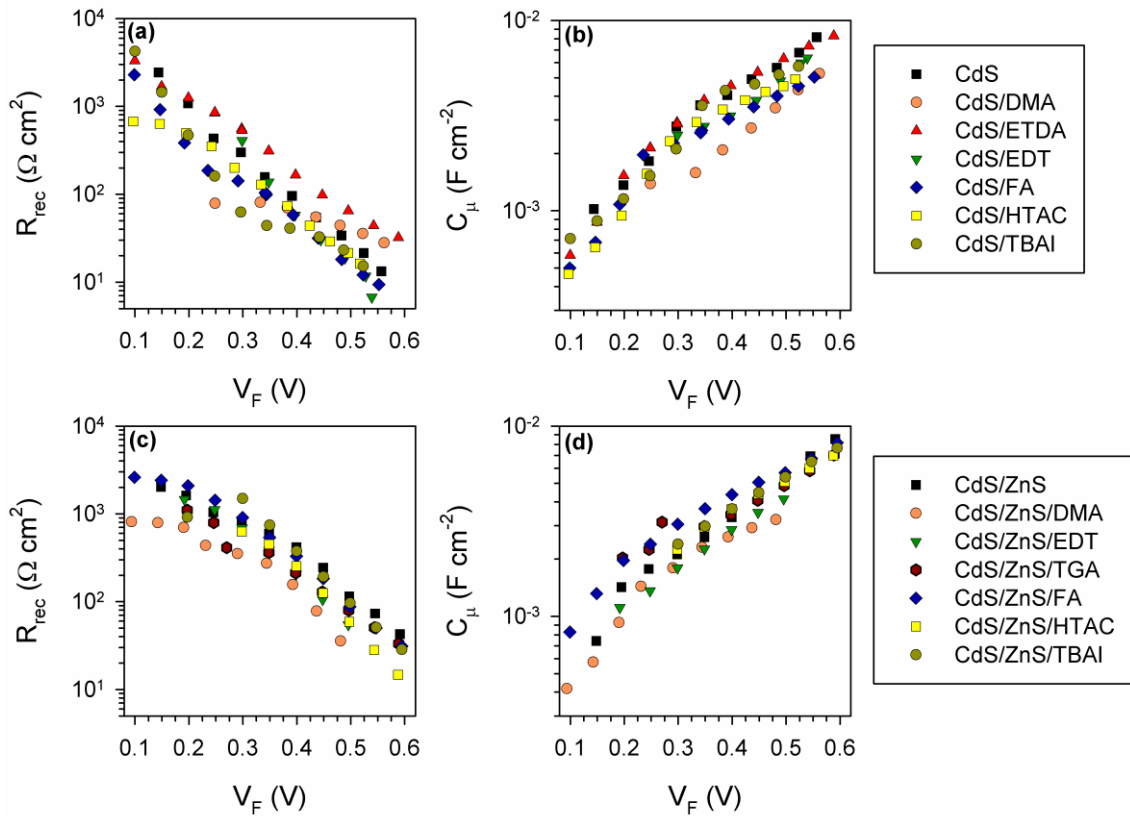 (a)
10⁴
10³
10²
10¹
R_rec (Ω cm²)
0.1 0.2 0.3 0.4 0.5 0.6
V_F (V)
(b)
10⁻²
10⁻³
C_μ (F cm⁻²)
0.1 0.2 0.3 0.4 0.5 0.6
V_F (V)
CdS
CdS/DMA
CdS/ETDA
CdS/EDT
CdS/FA
CdS/HTAC
CdS/TBAI
(c)
10⁴
10³
10²
10¹
R_rec (Ω cm²)
0.1 0.2 0.3 0.4 0.5 0.6
V_F (V)
(d)
10⁻²
10⁻³
C_μ (F cm⁻²)
0.1 0.2 0.3 0.4 0.5 0.6
V_F (V)
CdS/ZnS
CdS/ZnS/DMA
CdS/ZnS/EDT
CdS/ZnS/TGA
CdS/ZnS/FA
CdS/ZnS/HTAC
CdS/ZnS/TBAI